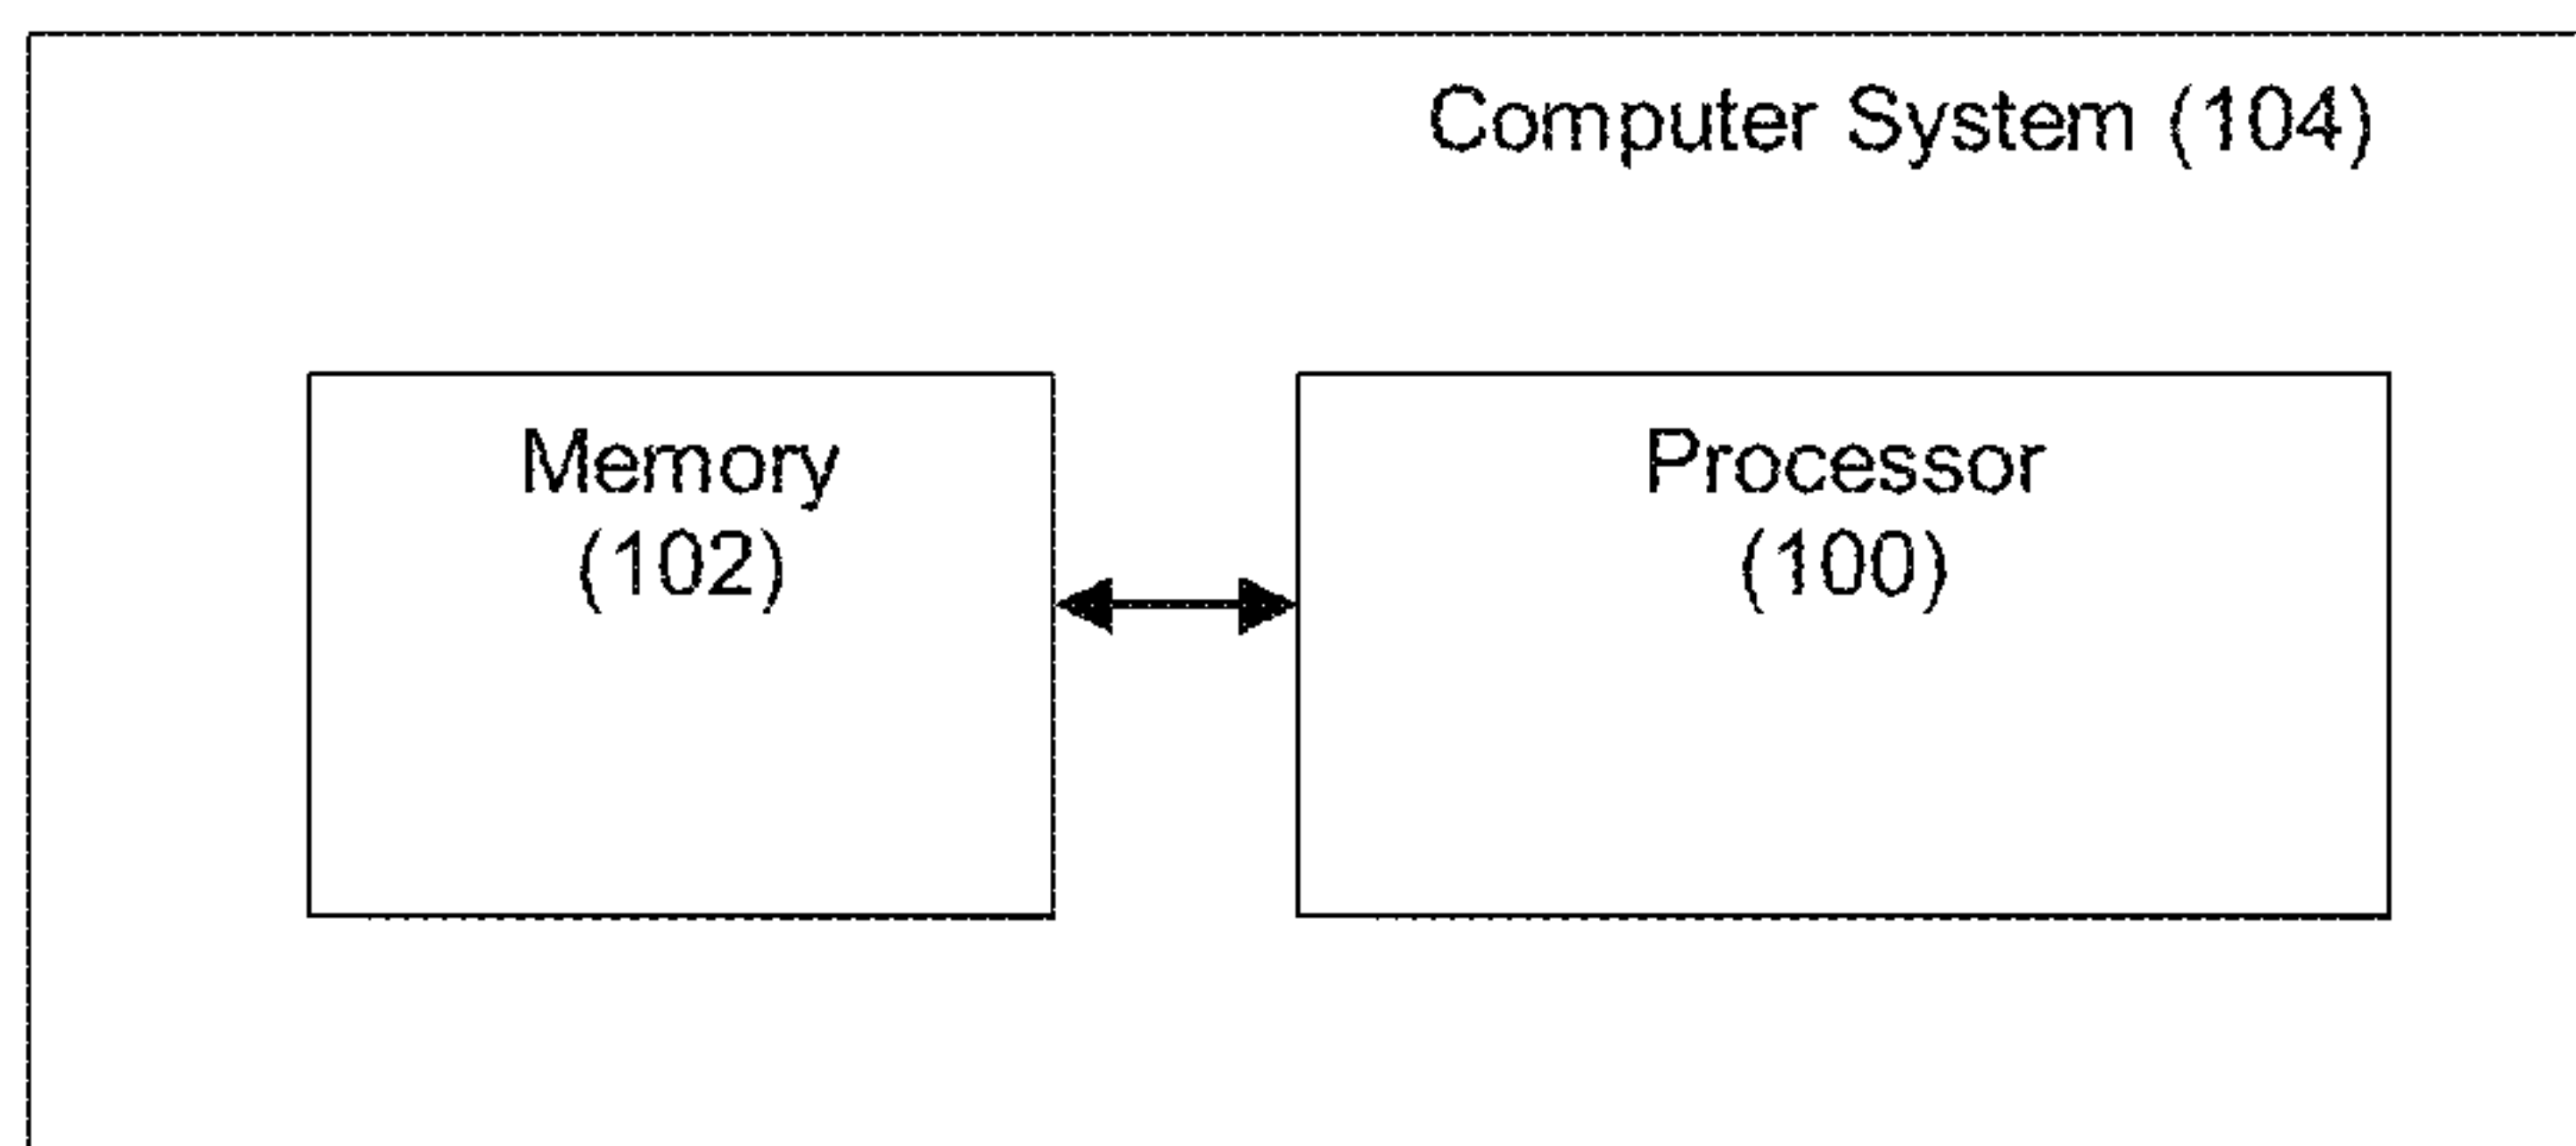 Computer System (104)
Memory
(102)
Processor
(100)